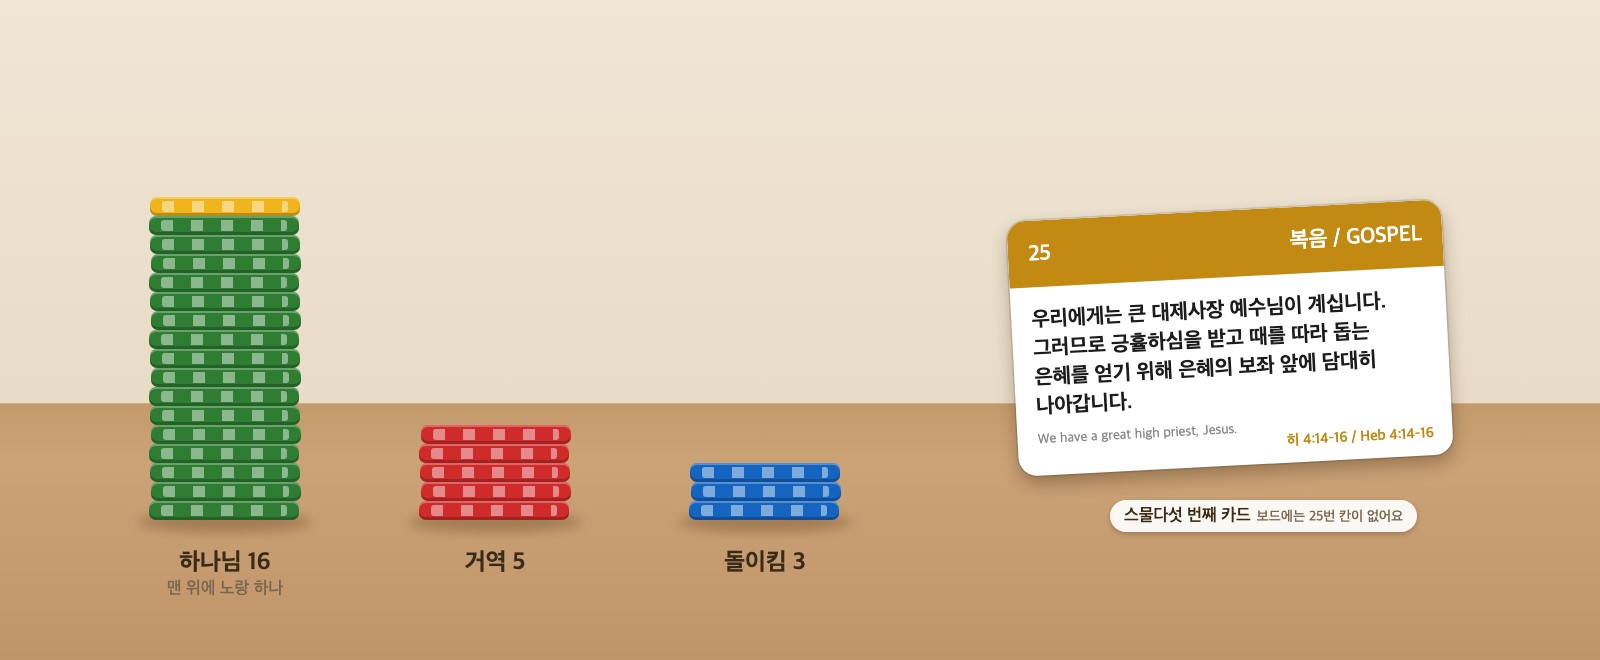 25
복음 / GOSPEL
우리에게는 큰 대제사장 예수님이 계십니다.
그러므로 긍휼하심을 받고 때를 따라 돕는
은혜를 얻기 위해 은혜의 보좌 앞에 담대히
나아갑니다.
We have a great high priest, Jesus.
히 4:14-16 / Heb 4:14-16
스물다섯 번째 카드 보드에는 25번 칸이 없어요
하나님 16
맨 위에 노랑 하나
거역 5
돌이킴 3